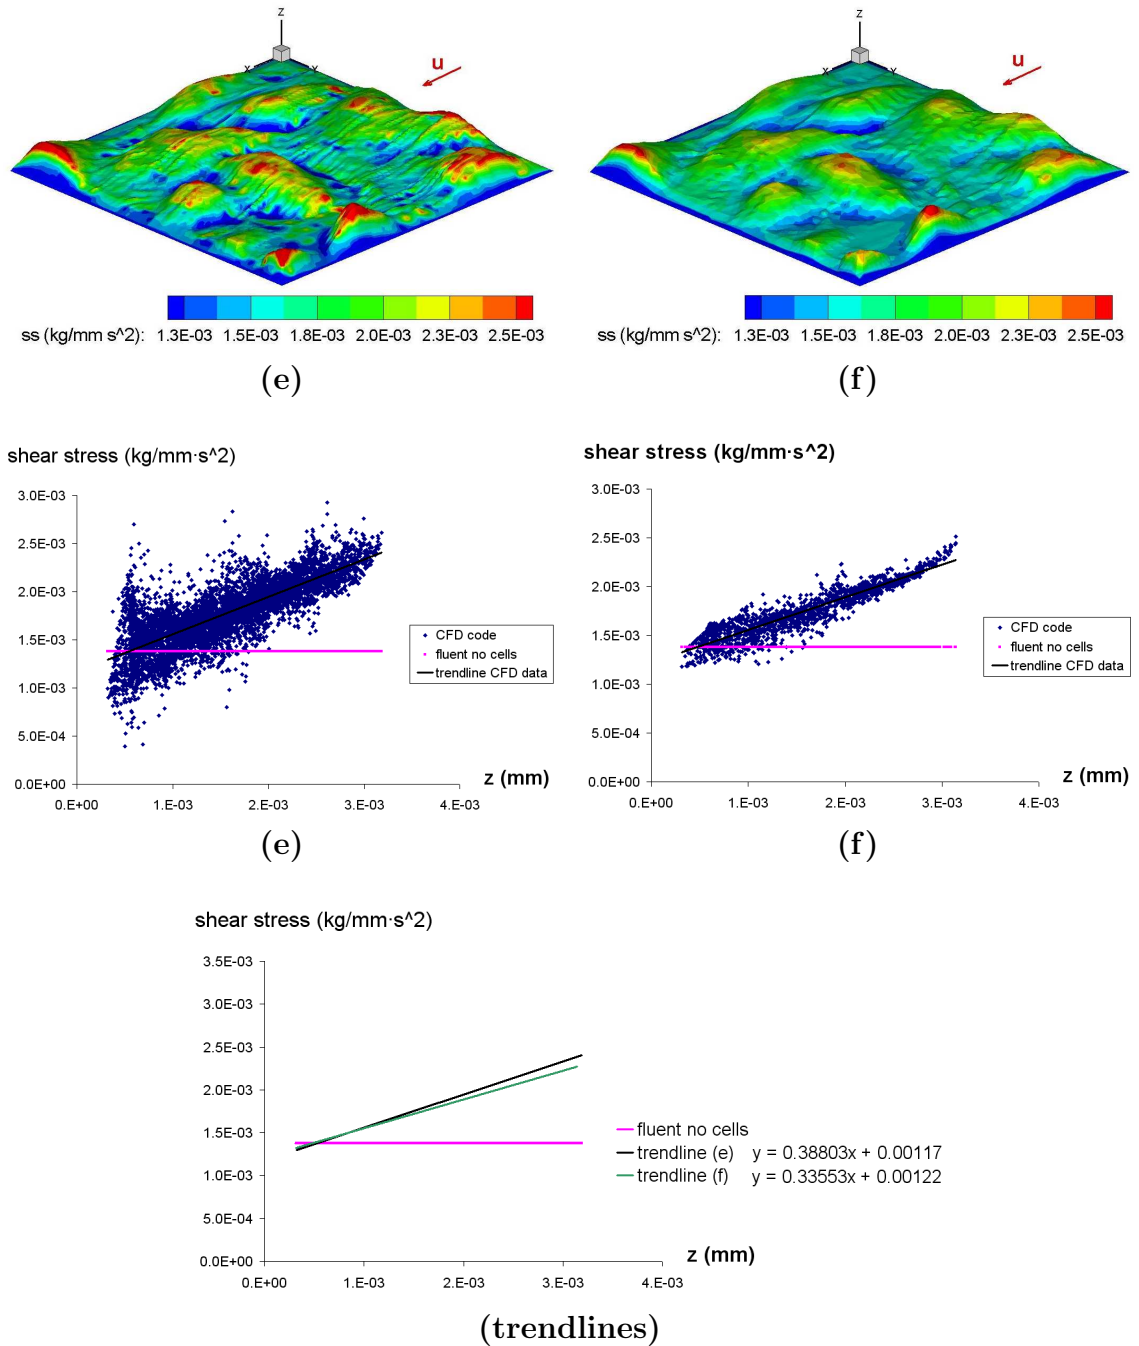 z
X Y
u
ss (kg/mm s^2): 1.3E-03 1.5E-03 1.8E-03 2.0E-03 2.3E-03 2.5E-03
(e)
z
X Y
u
ss (kg/mm s^2): 1.3E-03 1.5E-03 1.8E-03 2.0E-03 2.3E-03 2.5E-03
(f)
shear stress (kg/mm·s^2)
3.0E-03
2.5E-03
2.0E-03
1.5E-03
1.0E-03
5.0E-04
0.0E+00
0.E+00 1.E-03 2.E-03 3.E-03 4.E-03
z (mm)
CFD code
fluent no cells
trendline CFD data
(e)
shear stress (kg/mm·s^2)
3.0E-03
2.5E-03
2.0E-03
1.5E-03
1.0E-03
5.0E-04
0.0E+00
0.E+00 1.E-03 2.E-03 3.E-03 4.E-03
z (mm)
CFD code
fluent no cells
trendline CFD data
(f)
shear stress (kg/mm·s^2)
3.5E-03
3.0E-03
2.5E-03
2.0E-03
1.5E-03
1.0E-03
5.0E-04
0.0E+00
0.E+00 1.E-03 2.E-03 3.E-03 4.E-03
z (mm)
fluent no cells
trendline (e) y = 0.38803x + 0.00117
trendline (f) y = 0.33553x + 0.00122
(trendlines)